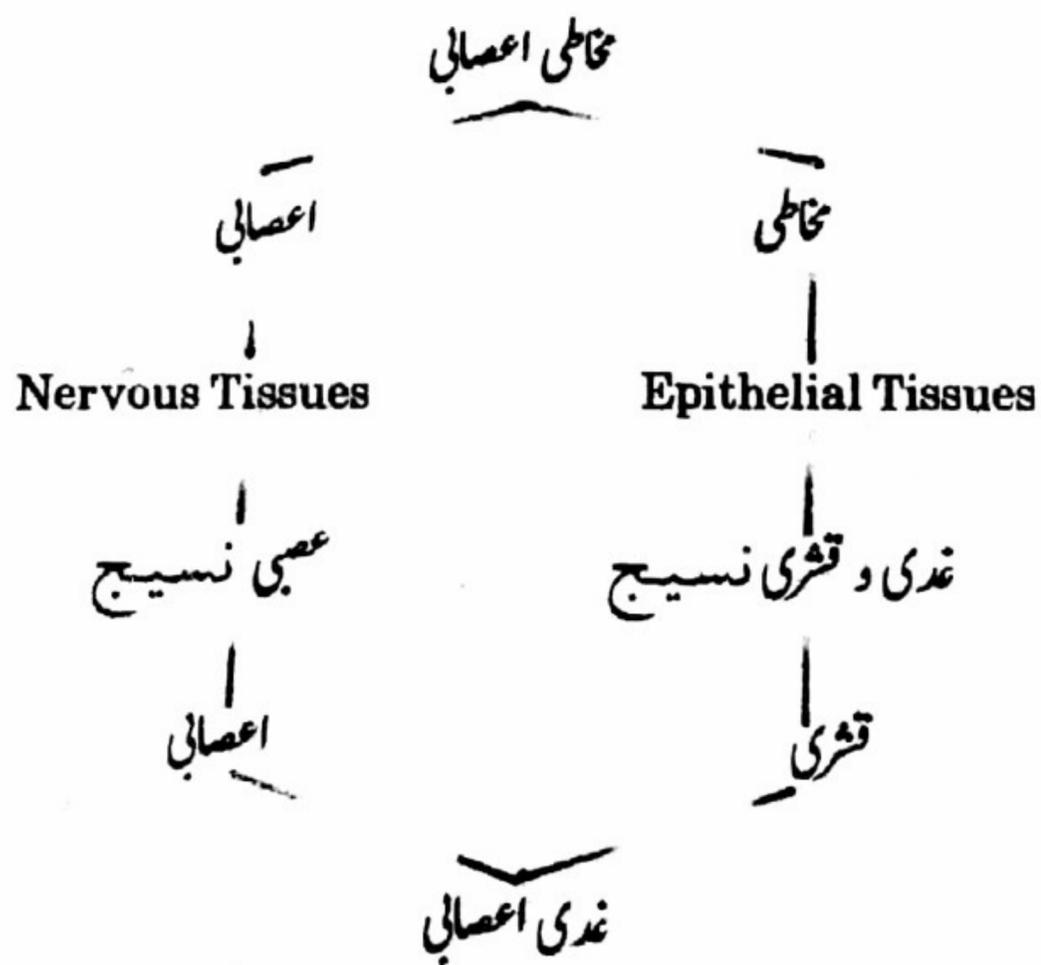 مخاطی اعصابی
مخاطی
اعصابی
Epithelial Tissues
Nervous Tissues
غدی و قشری نسیج
عصبی نسیج
قشری
اعصابی
غدی اعصابی